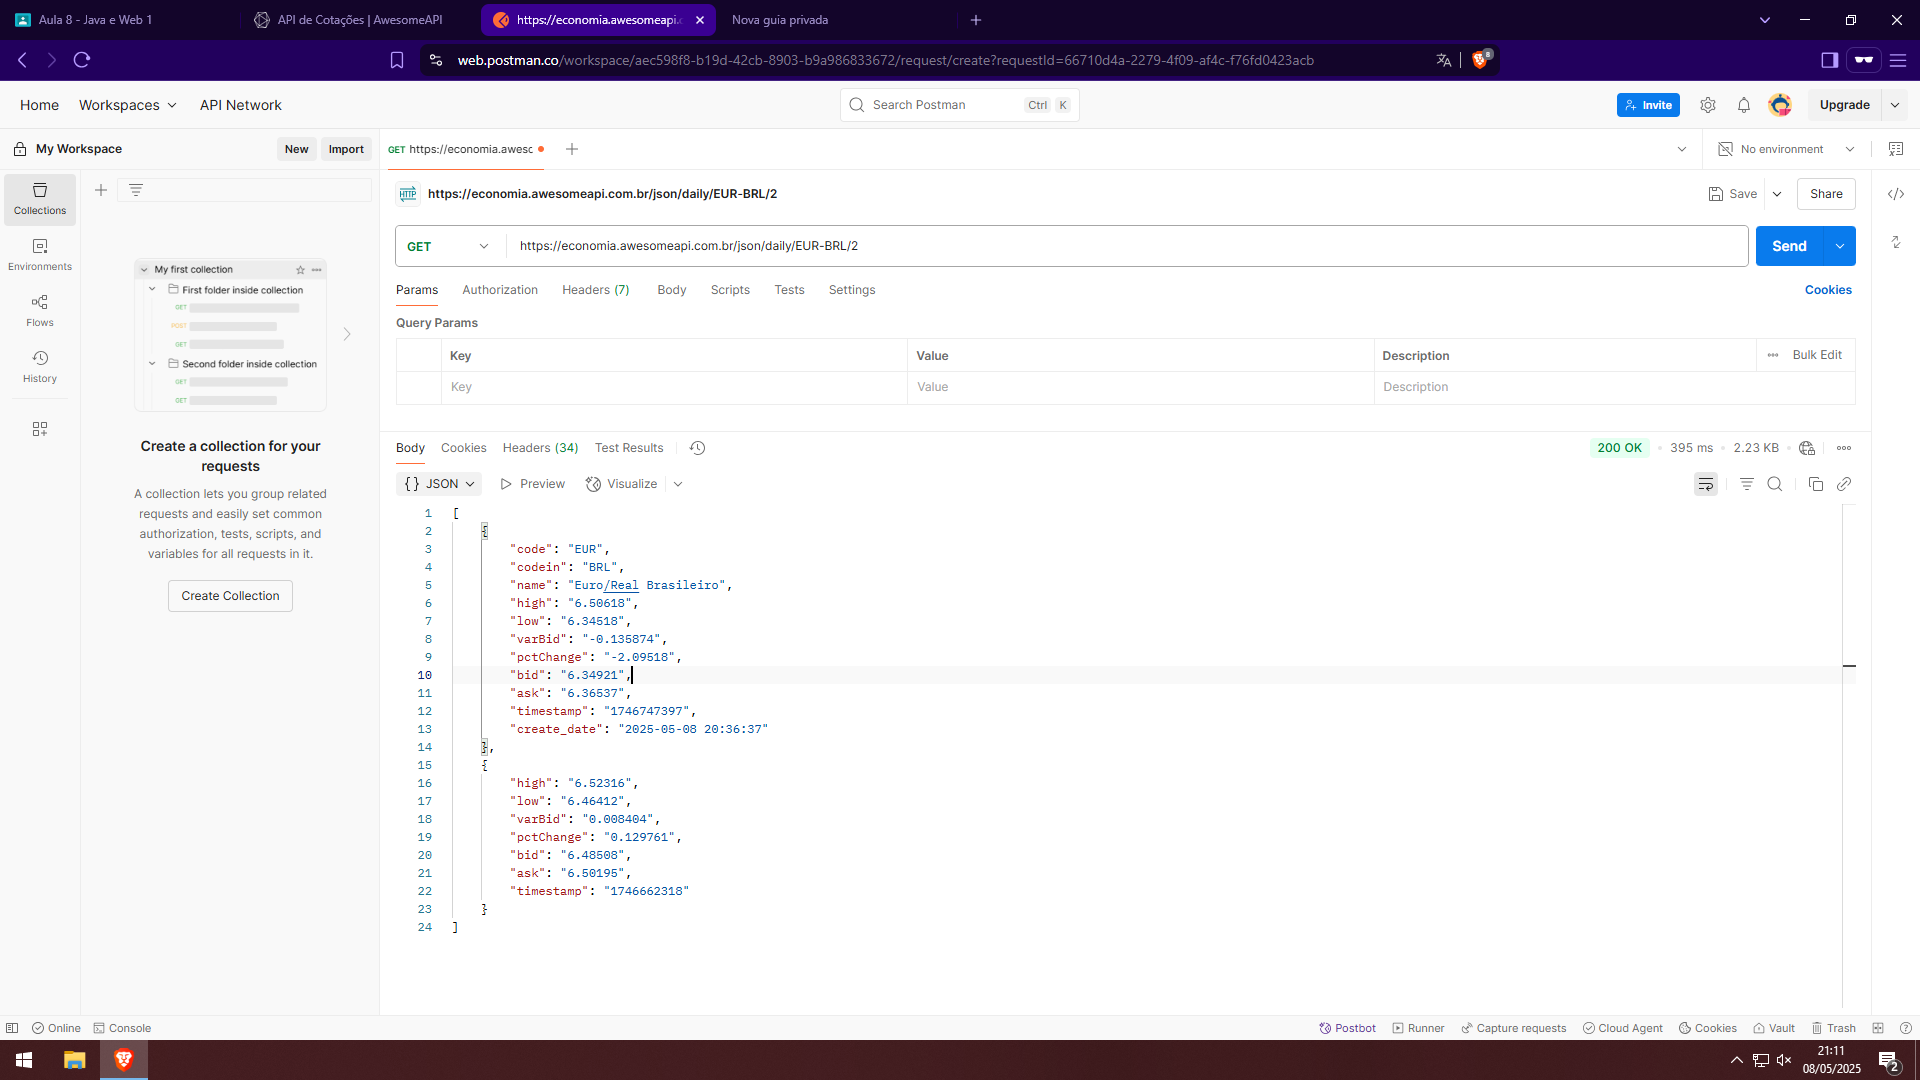 Aula 8 - Java e Web 1
API de Cotações | AwesomeAPI
https://economia.awesomeapi.c
Nova guia privada
web.postman.co/workspace/aec598f8-b19d-42cb-8903-b9a986833672/request/create?requestId=66710d4a-2279-4f09-af4c-f76fd0423acb
8
Home
Workspaces
API Network
Search Postman
Ctrl
K
Invite
Upgrade
My Workspace
New
Import
GET https://economia.awesc
No environment
Collections
Environments
Flows
History
My first collection
First folder inside collection
GET
POST
GET
Second folder inside collection
GET
GET
Create a collection for your
requests
A collection lets you group related
requests and easily set common
authorization, tests, scripts, and
variables for all requests in it.
Create Collection
HTTP
https://economia.awesomeapi.com.br/json/daily/EUR-BRL/2
Save
Share
GET
https://economia.awesomeapi.com.br/json/daily/EUR-BRL/2
Send
Params
Authorization
Headers (7)
Body
Scripts
Tests
Settings
Cookies
Query Params
Key
Value
Description
Bulk Edit
Key
Value
Description
Body
Cookies
Headers (34)
Test Results
200 OK
395 ms
2.23 KB
{} JSON
Preview
Visualize
1 [
2 {
3 "code": "EUR",
4 "codein": "BRL",
5 "name": "Euro/Real Brasileiro",
6 "high": "6.50618",
7 "low": "6.34518",
8 "varBid": "-0.135874",
9 "pctChange": "-2.09518",
10 "bid": "6.34921",
11 "ask": "6.36537",
12 "timestamp": "1746747397",
13 "create_date": "2025-05-08 20:36:37"
14 },
15 {
16 "high": "6.52316",
17 "low": "6.46412",
18 "varBid": "0.008404",
19 "pctChange": "0.129761",
20 "bid": "6.48508",
21 "ask": "6.50195",
22 "timestamp": "1746662318"
23 }
24 ]
Online
Console
Postbot
Runner
Capture requests
Cloud Agent
Cookies
Vault
Trash
21:11
08/05/2025
2